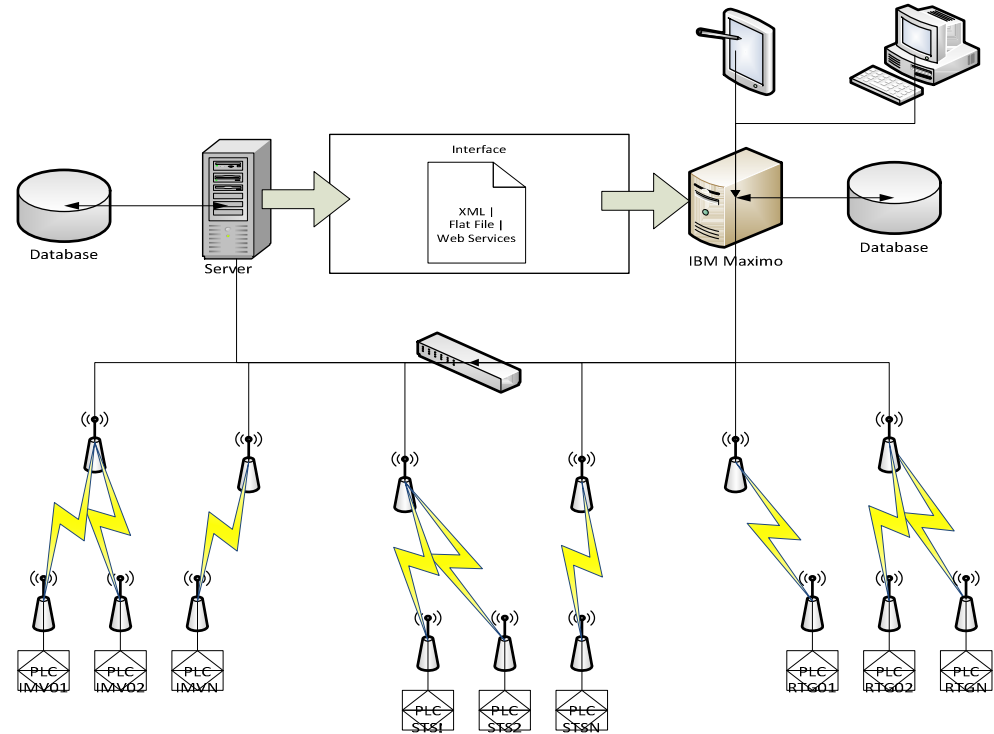 Interface
XML |
Flat File |
Web Services
Database
Server
IBM Maximo
Database
PLC
IMV01
PLC
IMV02
PLC
IMVN
PLC
RTG01
PLC
RTG02
PLC
RTGN
PLC
STS1
PLC
STS2
PLC
STSN